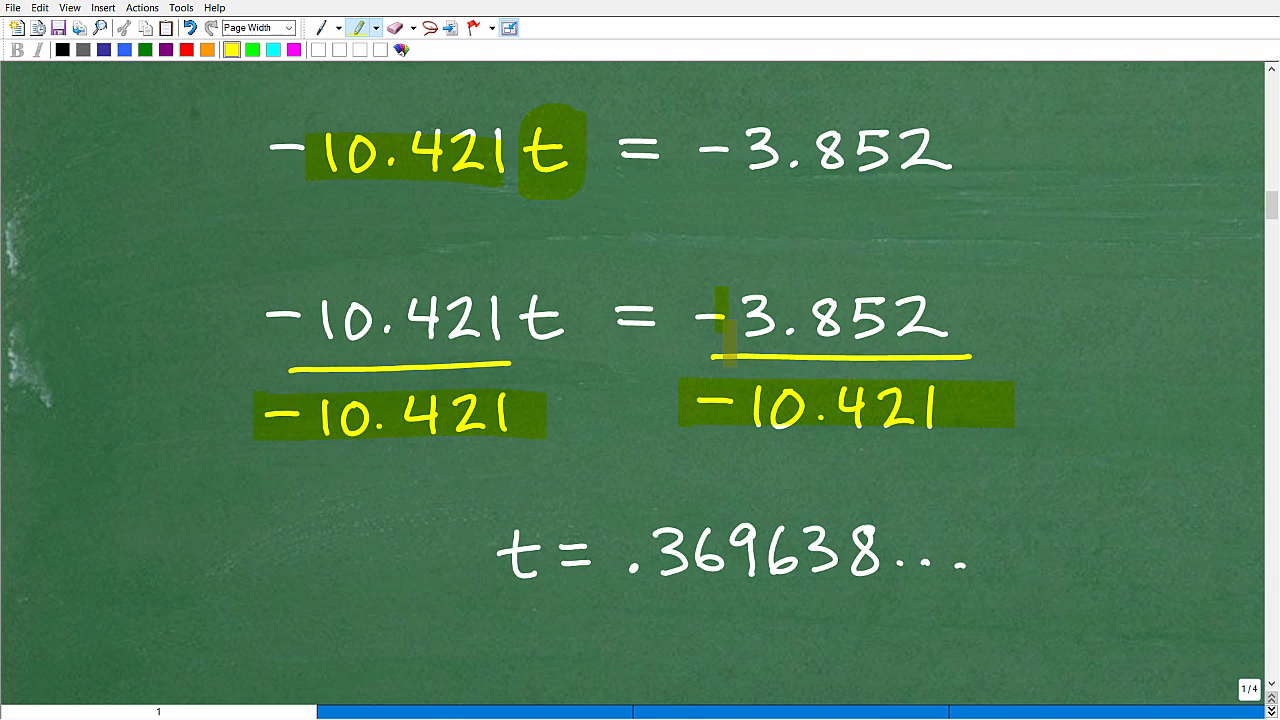 File Edit View Insert Actions Tools Help
Page Width
B I
-10.421t = -3.852
-10.421t = -3.852
-10.421 -10.421
t = .369638...
1/4
1